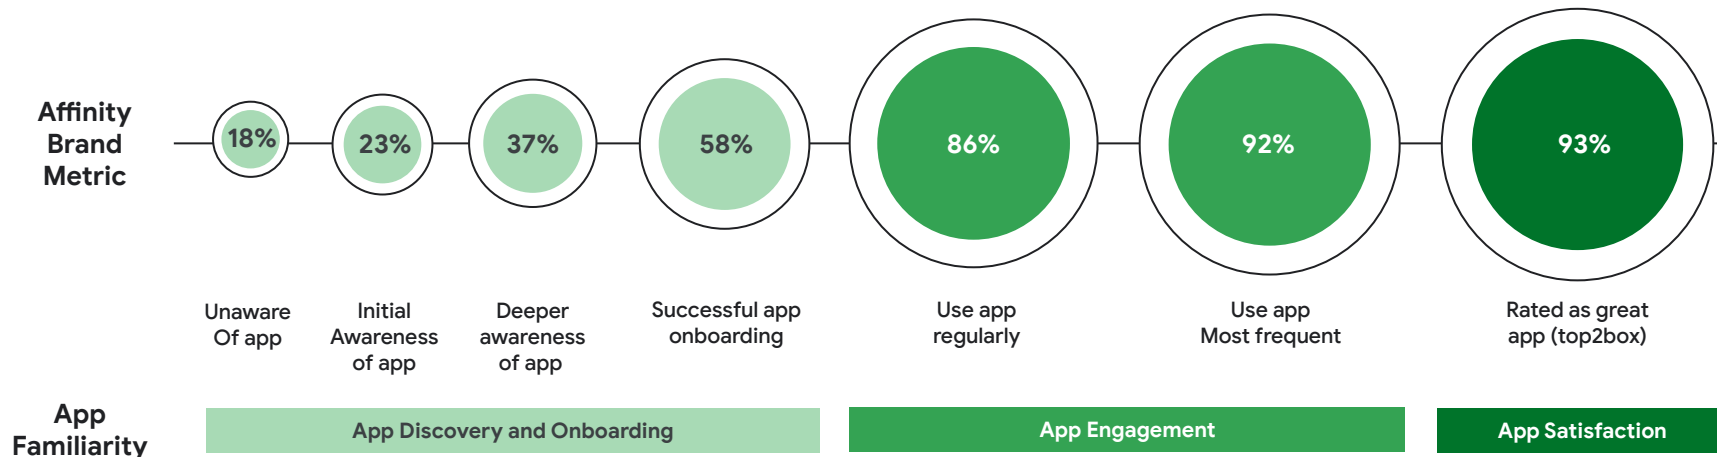 Affinity
Brand
Metric
18%
23%
37%
58%
86%
92%
93%
Unaware
Of app
Initial
Awareness
of app
Deeper
awareness
of app
Successful app
onboarding
Use app
regularly
Use app
Most frequent
Rated as great
app (top2box)
App
Familiarity
App Discovery and Onboarding
App Engagement
App Satisfaction